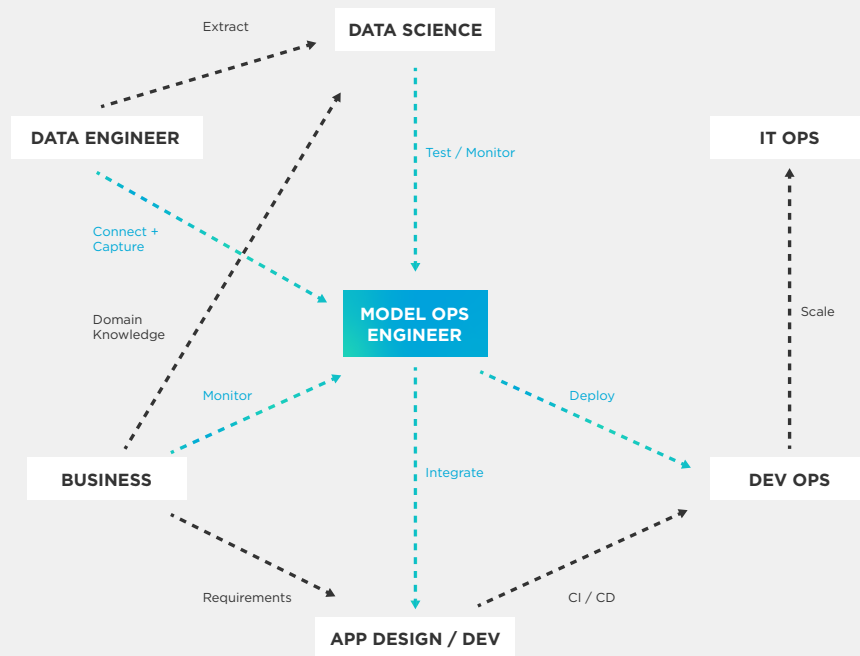 Extract
DATA SCIENCE
DATA ENGINEER
IT OPS
Test / Monitor
Connect +
Capture
Domain
Knowledge
MODEL OPS
ENGINEER
Scale
Monitor
Deploy
BUSINESS
Integrate
DEV OPS
Requirements
CI / CD
APP DESIGN / DEV